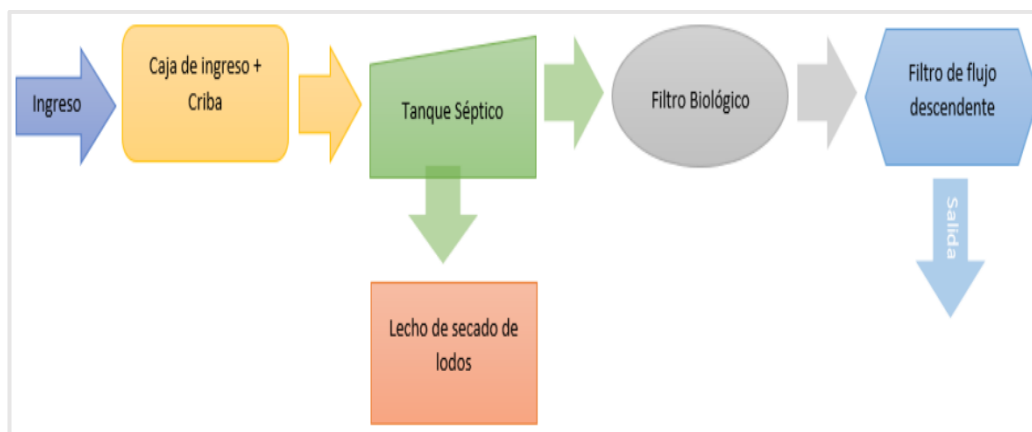 Ingreso
Caja de ingreso +
Criba
Tanque Séptico
Filtro Biológico
Filtro de flujo
descendente
Salida
Lecho de secado de
lodos